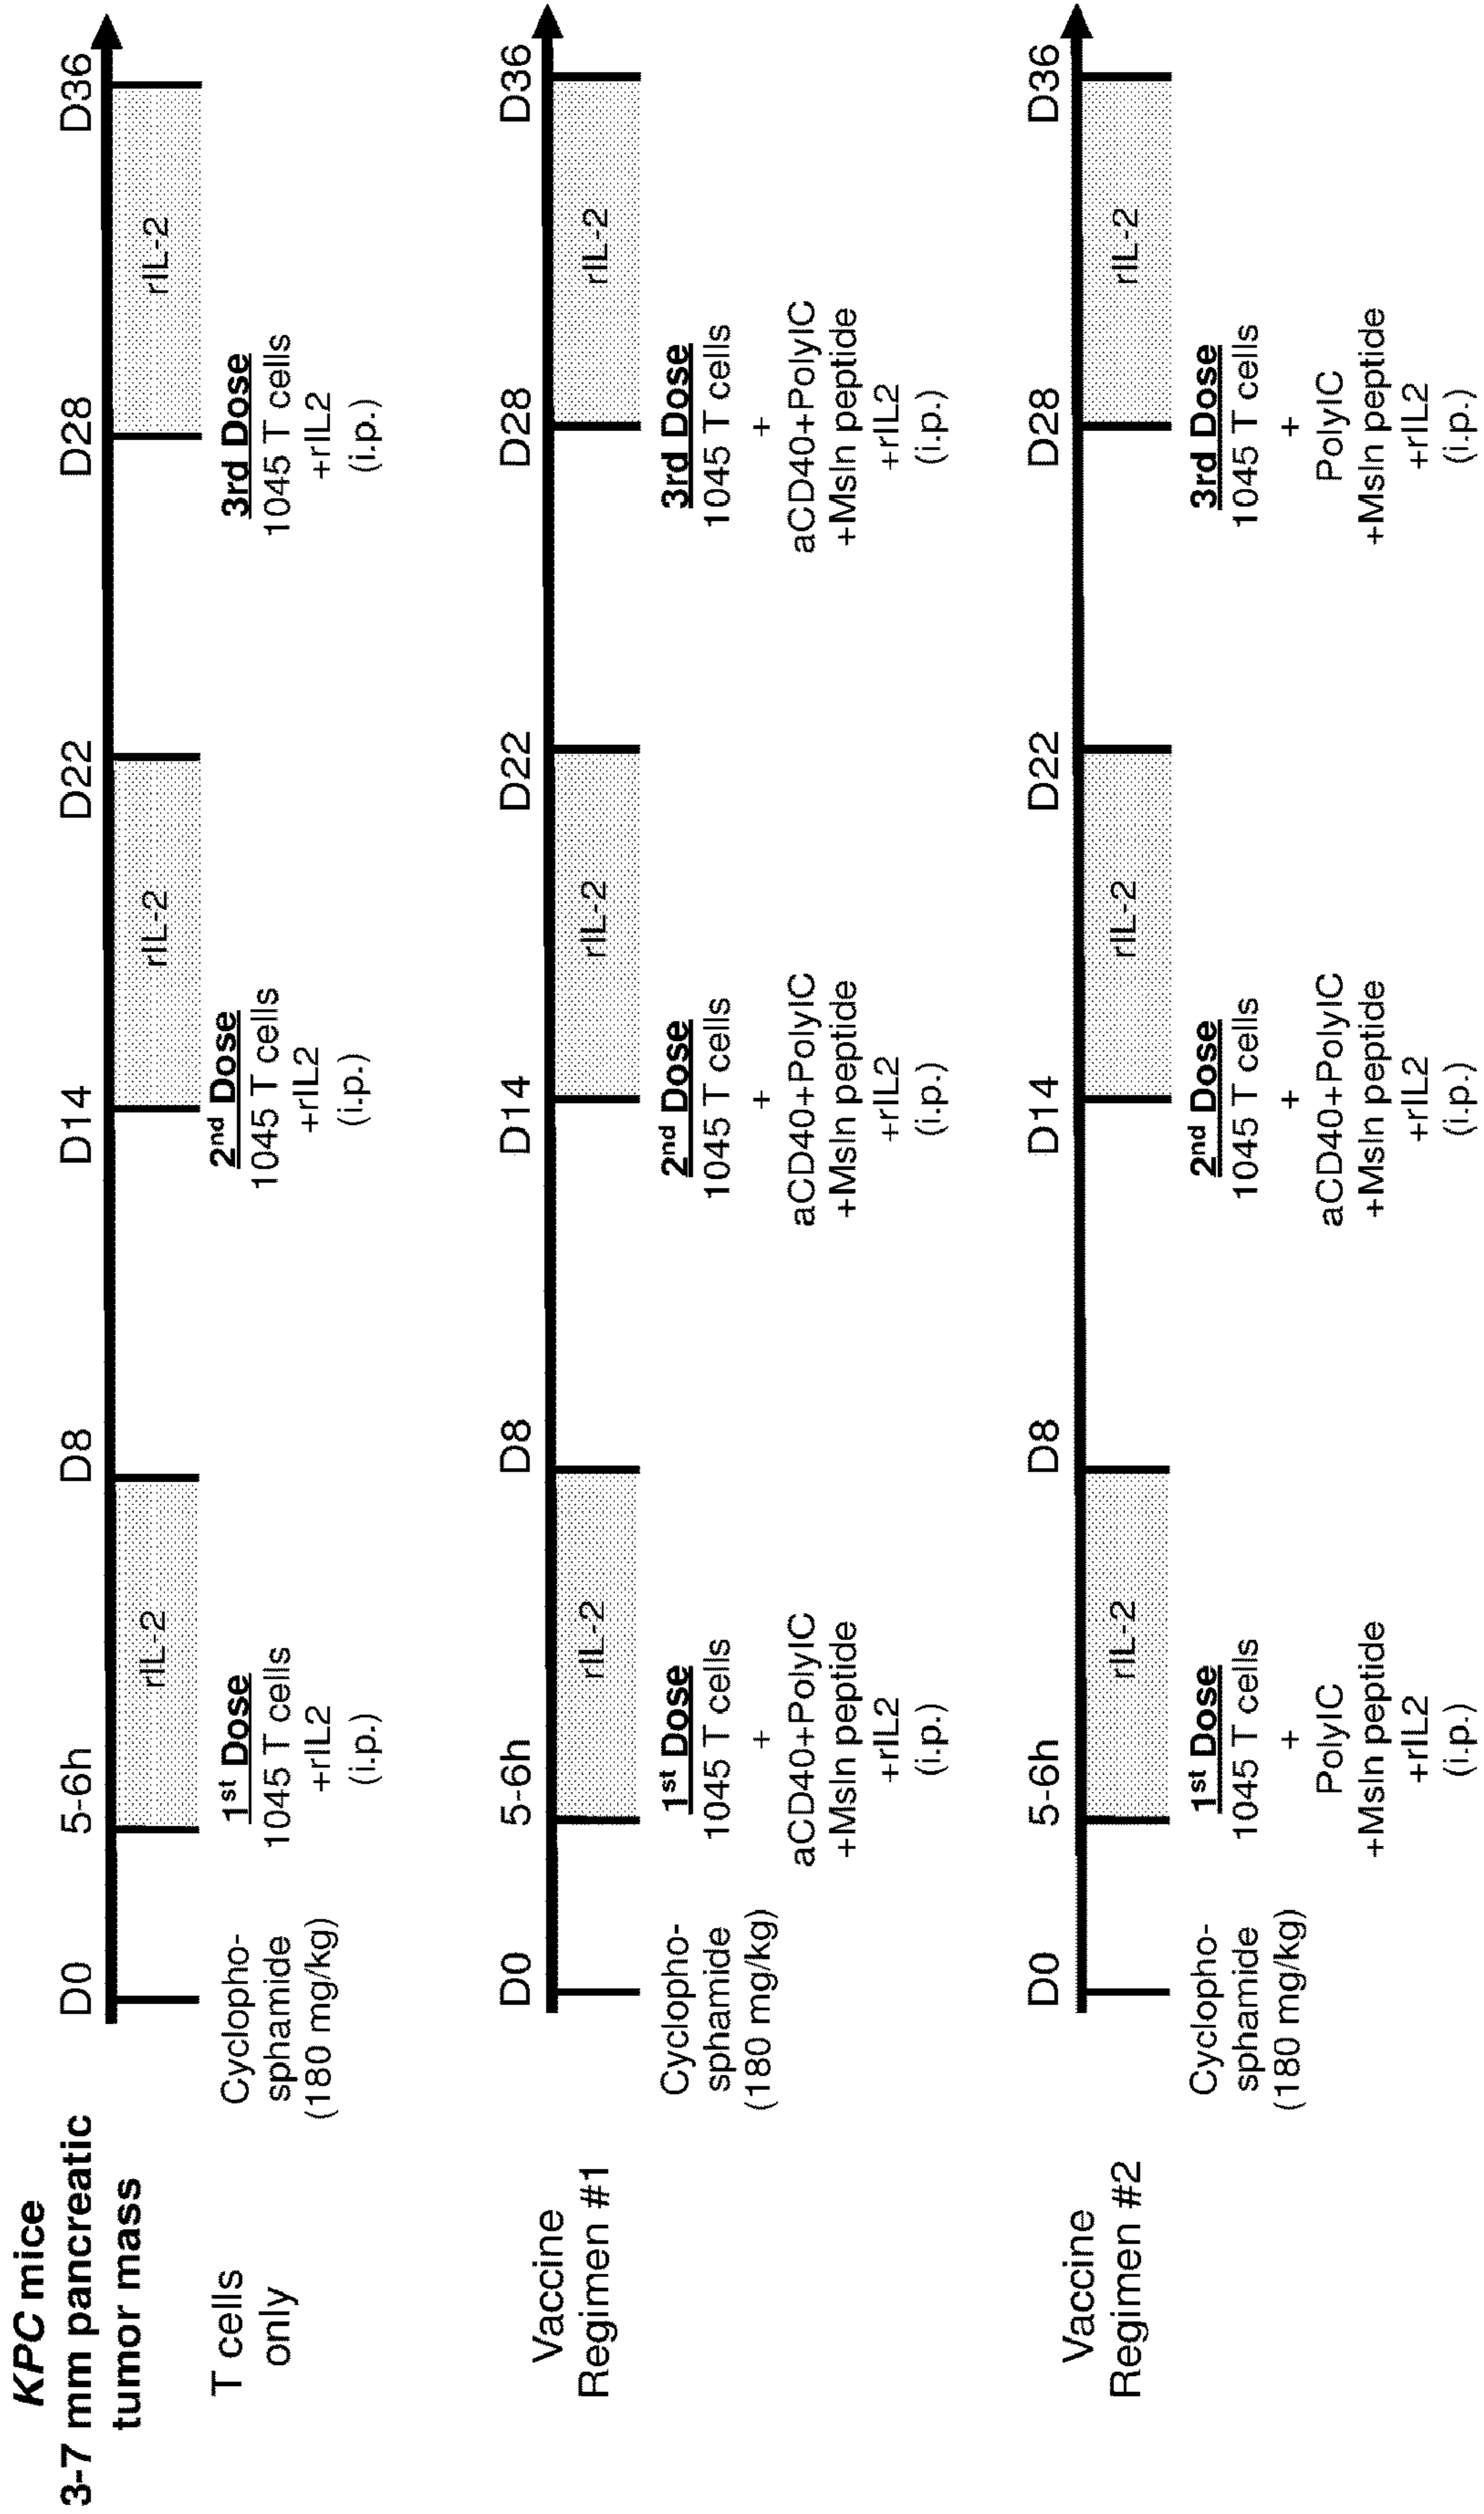 KPC mice
3-7 mm pancreatic
tumor mass
T cells
only
D0
5-6h
D8
D14
D22
D28
D36
rIL-2
rIL-2
rIL-2
Cyclopho-
sphamide
(180 mg/kg)
1st Dose
1045 T cells
+rIL2
(i.p.)
2nd Dose
1045 T cells
+rIL2
(i.p.)
3rd Dose
1045 T cells
+rIL2
(i.p.)
Vaccine
Regimen #1
D0
5-6h
D8
D14
D22
D28
D36
rIL-2
rIL-2
rIL-2
Cyclopho-
sphamide
(180 mg/kg)
1st Dose
1045 T cells
+
aCD40+PolyIC
+Msln peptide
+rIL2
(i.p.)
2nd Dose
1045 T cells
+
aCD40+PolyIC
+Msln peptide
+rIL2
(i.p.)
3rd Dose
1045 T cells
+
aCD40+PolyIC
+Msln peptide
+rIL2
(i.p.)
Vaccine
Regimen #2
D0
5-6h
D8
D14
D22
D28
D36
rIL-2
rIL-2
rIL-2
Cyclopho-
sphamide
(180 mg/kg)
1st Dose
1045 T cells
+
PolyIC
+Msln peptide
+rIL2
(i.p.)
2nd Dose
1045 T cells
+
aCD40+PolyIC
+Msln peptide
+rIL2
(i.p.)
3rd Dose
1045 T cells
+
PolyIC
+Msln peptide
+rIL2
(i.p.)